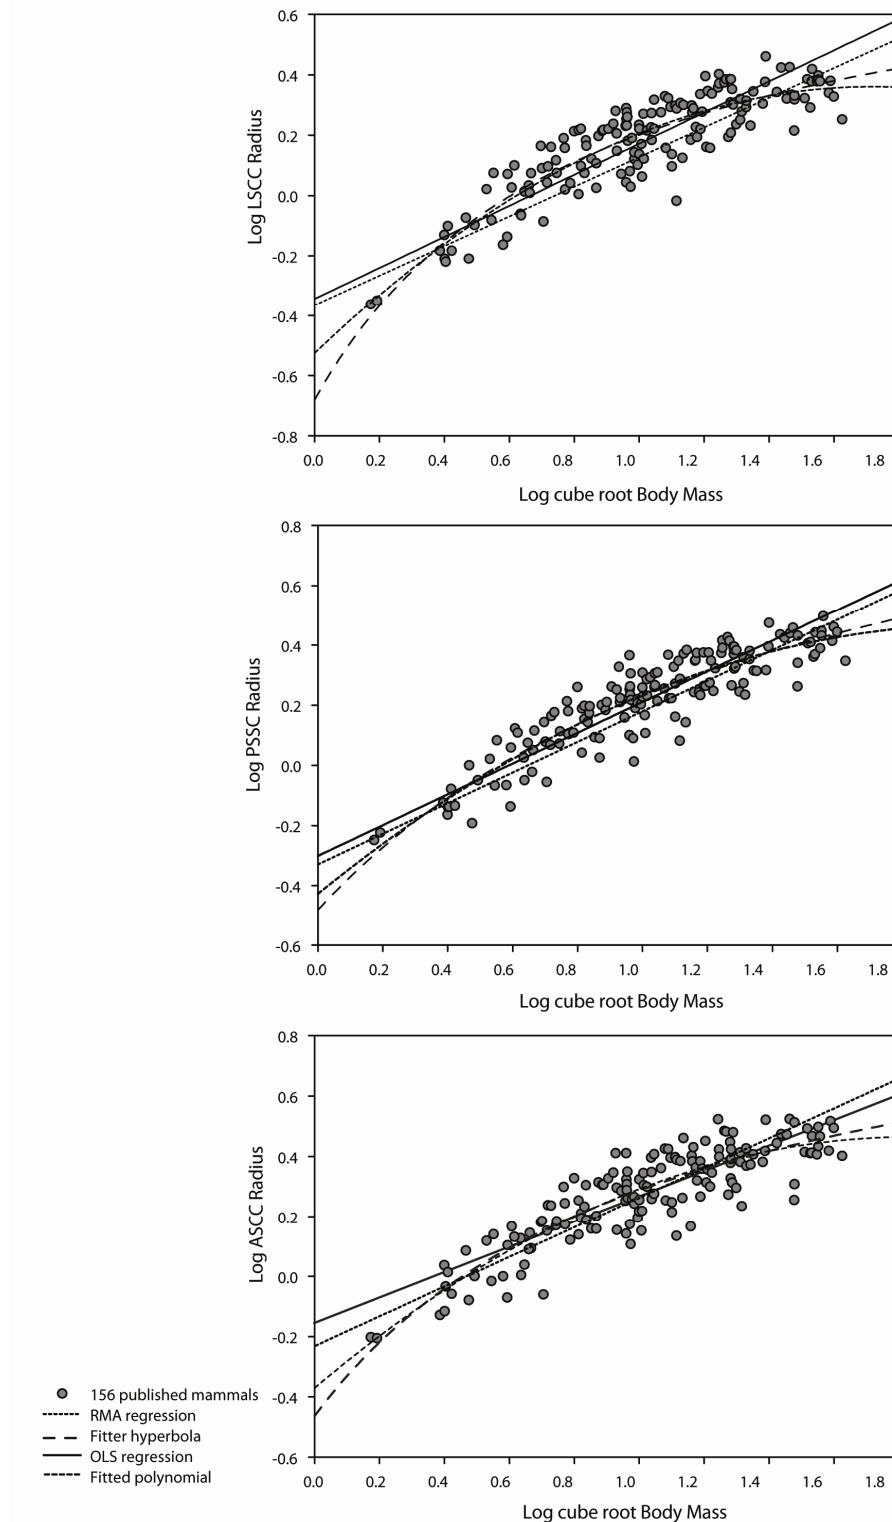 0.6
0.4
0.2
0.0
-0.2
-0.4
-0.6
-0.8
Log LSCC Radius
0.0 0.2 0.4 0.6 0.8 1.0 1.2 1.4 1.6 1.8
Log cube root Body Mass
0.8
0.6
0.4
0.2
0.0
-0.2
-0.4
-0.6
Log PSSC Radius
0.0 0.2 0.4 0.6 0.8 1.0 1.2 1.4 1.6 1.8
Log cube root Body Mass
0.8
0.6
0.4
0.2
0.0
-0.2
-0.4
-0.6
Log ASCC Radius
0.0 0.2 0.4 0.6 0.8 1.0 1.2 1.4 1.6 1.8
Log cube root Body Mass
156 published mammals
RMA regression
Fitter hyperbola
OLS regression
Fitted polynomial